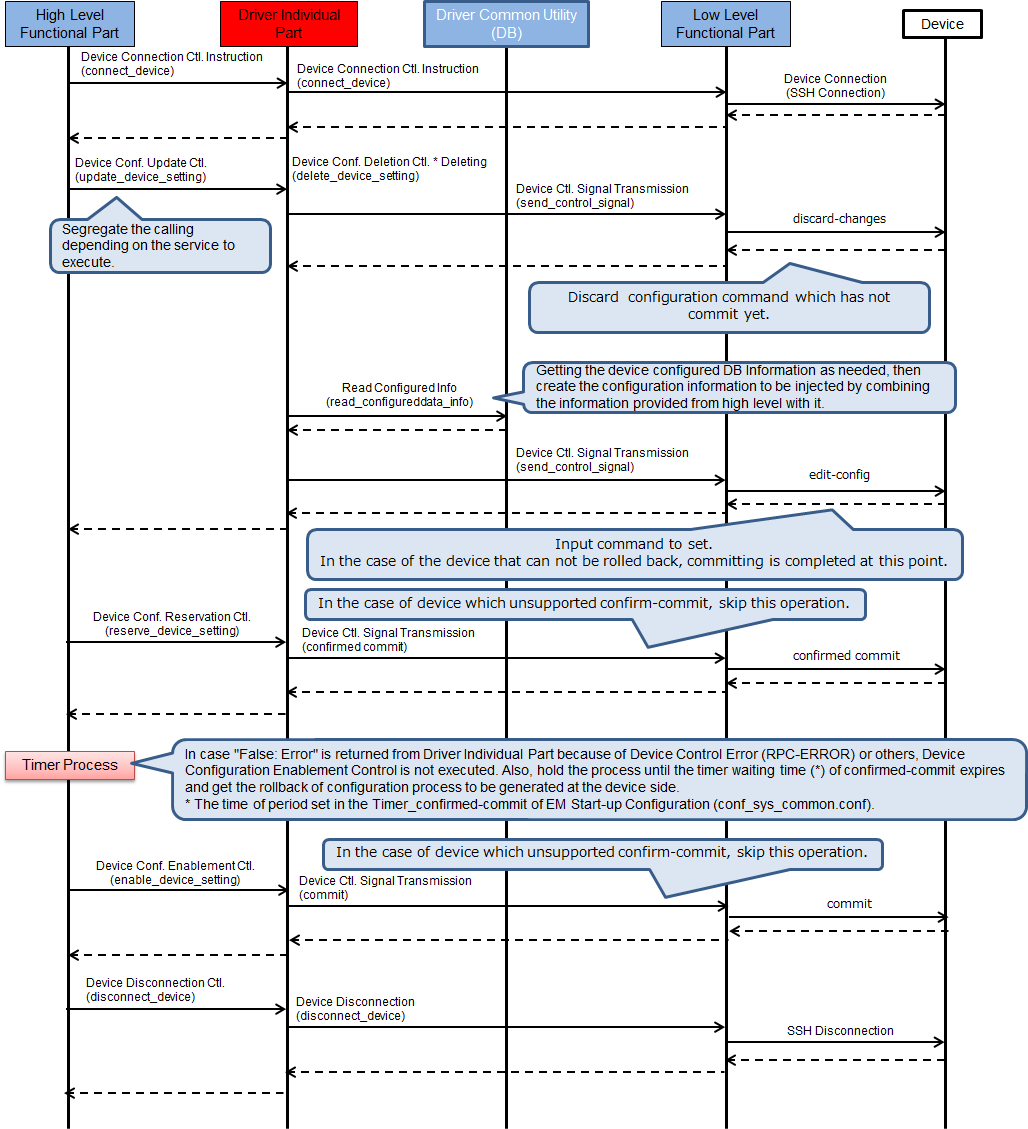 High Level
Functional Part
Driver Individual
Part
Driver Common Utility
(DB)
Low Level
Functional Part
Device
Device Connection Ctl. Instruction
(connect_device)
Device Connection Ctl. Instruction
(connect_device)
Device Connection
(SSH Connection)
Device Conf. Update Ctl.
(update_device_setting)
Device Conf. Deletion Ctl. * Deleting
(delete_device_setting)
Device Ctl. Signal Transmission
(send_control_signal)
discard-changes
Segregate the calling
depending on the service to
execute.
Discard  configuration command which has not
commit yet.
Getting the device configured DB Information as needed, then
create the configuration information to be injected by combining
the information provided from high level with it.
Read Configured Info
(read_configureddata_info)
Device Ctl. Signal Transmission
(send_control_signal)
edit-config
Input command to set.
In the case of the device that can not be rolled back, committing is completed at this point.
In the case of device which unsupported confirm-commit, skip this operation.
Device Conf. Reservation Ctl.
(reserve_device_setting)
Device Ctl. Signal Transmission
(confirmed commit)
confirmed commit
Timer Process
In case "False: Error" is returned from Driver Individual Part because of Device Control Error (RPC-ERROR) or others, Device
Configuration Enablement Control is not executed. Also, hold the process until the timer waiting time (*) of confirmed-commit expires
and get the rollback of configuration process to be generated at the device side.
* The time of period set in the Timer_confirmed-commit of EM Start-up Configuration (conf_sys_common.conf).
In the case of device which unsupported confirm-commit, skip this operation.
Device Conf. Enablement Ctl.
(enable_device_setting)
Device Ctl. Signal Transmission
(commit)
commit
Device Disconnection Ctl.
(disconnect_device)
Device Disconnection
(disconnect_device)
SSH Disconnection